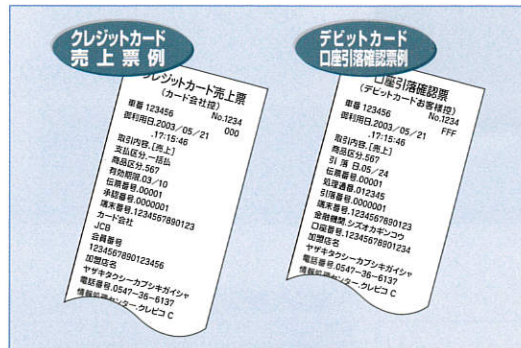 クレジットカード
売上票例
クレジットカード売上票
(カード会社控)
No.1234
車番 123456 000
御利用日.2003/05/21
.17:15:46
取引内容.[売上]
支払区分.一括払
商品区分.567
有効期限.03/10
伝票番号.00001
承認番号.0000001
端末番号.1234567890123
カード会社
JCB
会員番号
1234567890123456
加盟店名
ヤザキタクシーカブシキガイシャ
電話番号.0547-36-6137
情報処理センター.クレピコ C
デビットカード
口座引落確認票例
口座引落確認票
(デビットカードお客様控)
No.1234
車番 123456 FFF
御利用日.2003/05/21
.17:15:46
取引内容.[売上]
商品区分.567
引 落 日.05/24
伝票番号.00001
処理通番.012345
引落番号.0000001
端末番号.1234567890123
金融機関.シズオカギンコウ
口座番号.12345678901234
加盟店名
ヤザキタクシーカブシキガイシャ
電話番号.0547-36-6137
情報処理センター.クレピコ C